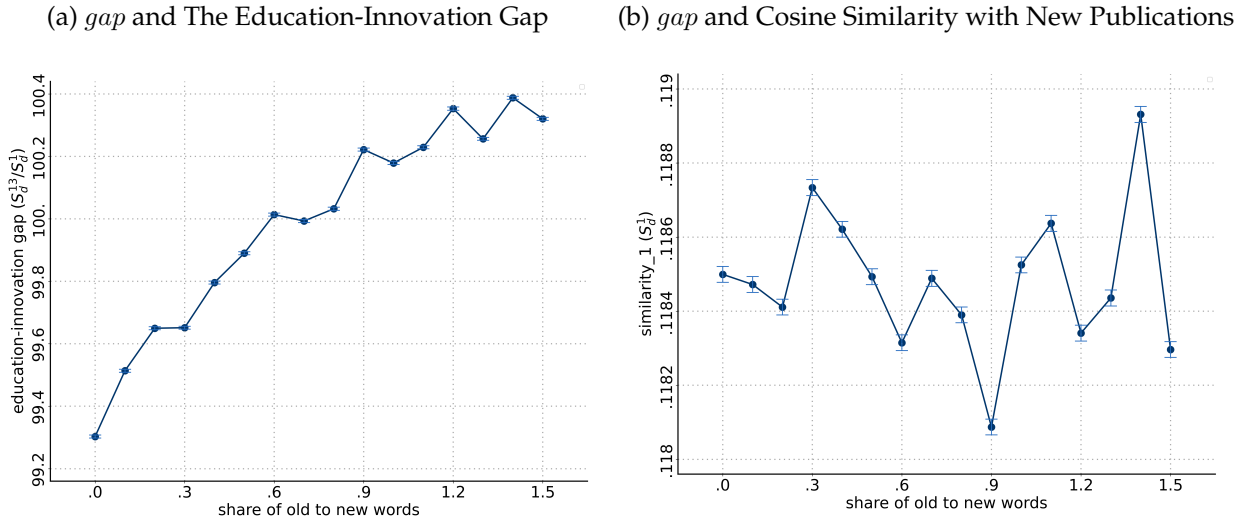 (a) gap and The Education-Innovation Gap
100.4
100.2
100.
99.8
99.6
99.4
99.2
education-innovation gap (S_d^13/S_d^1)
.0 .3 .6 .9 1.2 1.5
share of old to new words
(b) gap and Cosine Similarity with New Publications
.119
.1188
.1186
.1184
.1182
.118
similarity_1 (S_d^1)
.0 .3 .6 .9 1.2 1.5
share of old to new words